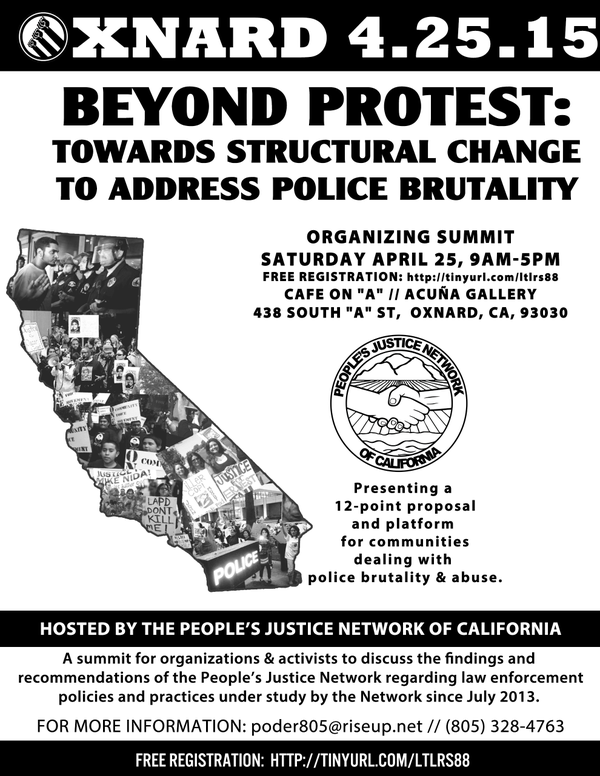 OXNARD 4.25.15
BEYOND PROTEST:
TOWARDS STRUCTURAL CHANGE
TO ADDRESS POLICE BRUTALITY
ORGANIZING SUMMIT
SATURDAY APRIL 25, 9AM-5PM
FREE REGISTRATION: http://tinyurl.com/ltlrs88
CAFE ON "A" // ACUÑA GALLERY
438 SOUTH "A" ST, OXNARD, CA, 93030
PEOPLE'S JUSTICE NETWORK
OF CALIFORNIA
Presenting a
12-point proposal
and platform
for communities
dealing with
police brutality & abuse.
JUSTICE
LAPD
DONT
KILL
ME!
JUSTICE
POLICE
HOSTED BY THE PEOPLE'S JUSTICE NETWORK OF CALIFORNIA
A summit for organizations & activists to discuss the findings and
recommendations of the People's Justice Network regarding law enforcement
policies and practices under study by the Network since July 2013.
FOR MORE INFORMATION: poder805@riseup.net // (805) 328-4763
FREE REGISTRATION: HTTP://TINYURL.COM/LTLRS88